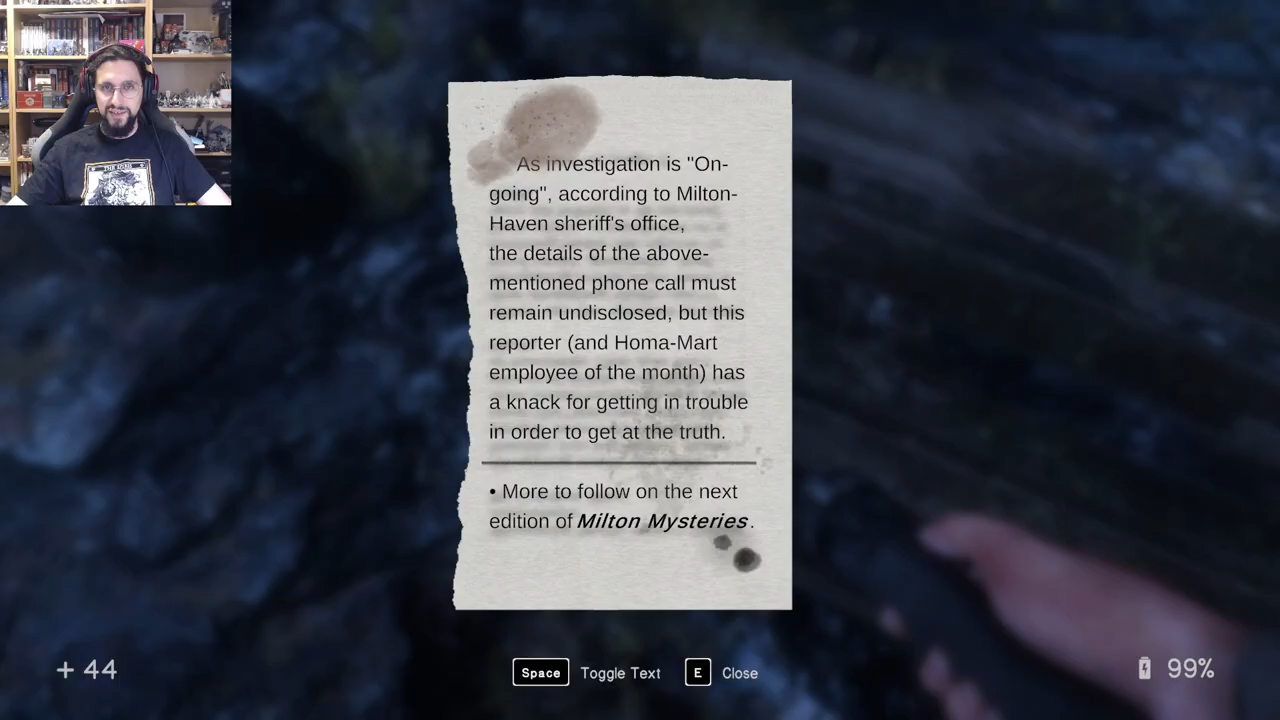 As investigation is "On-
going", according to Milton-
Haven sheriff's office,
the details of the above-
mentioned phone call must
remain undisclosed, but this
reporter (and Homa-Mart
employee of the month) has
a knack for getting in trouble
in order to get at the truth.
• More to follow on the next
edition of Milton Mysteries.
+ 44
Space Toggle Text E Close
99%